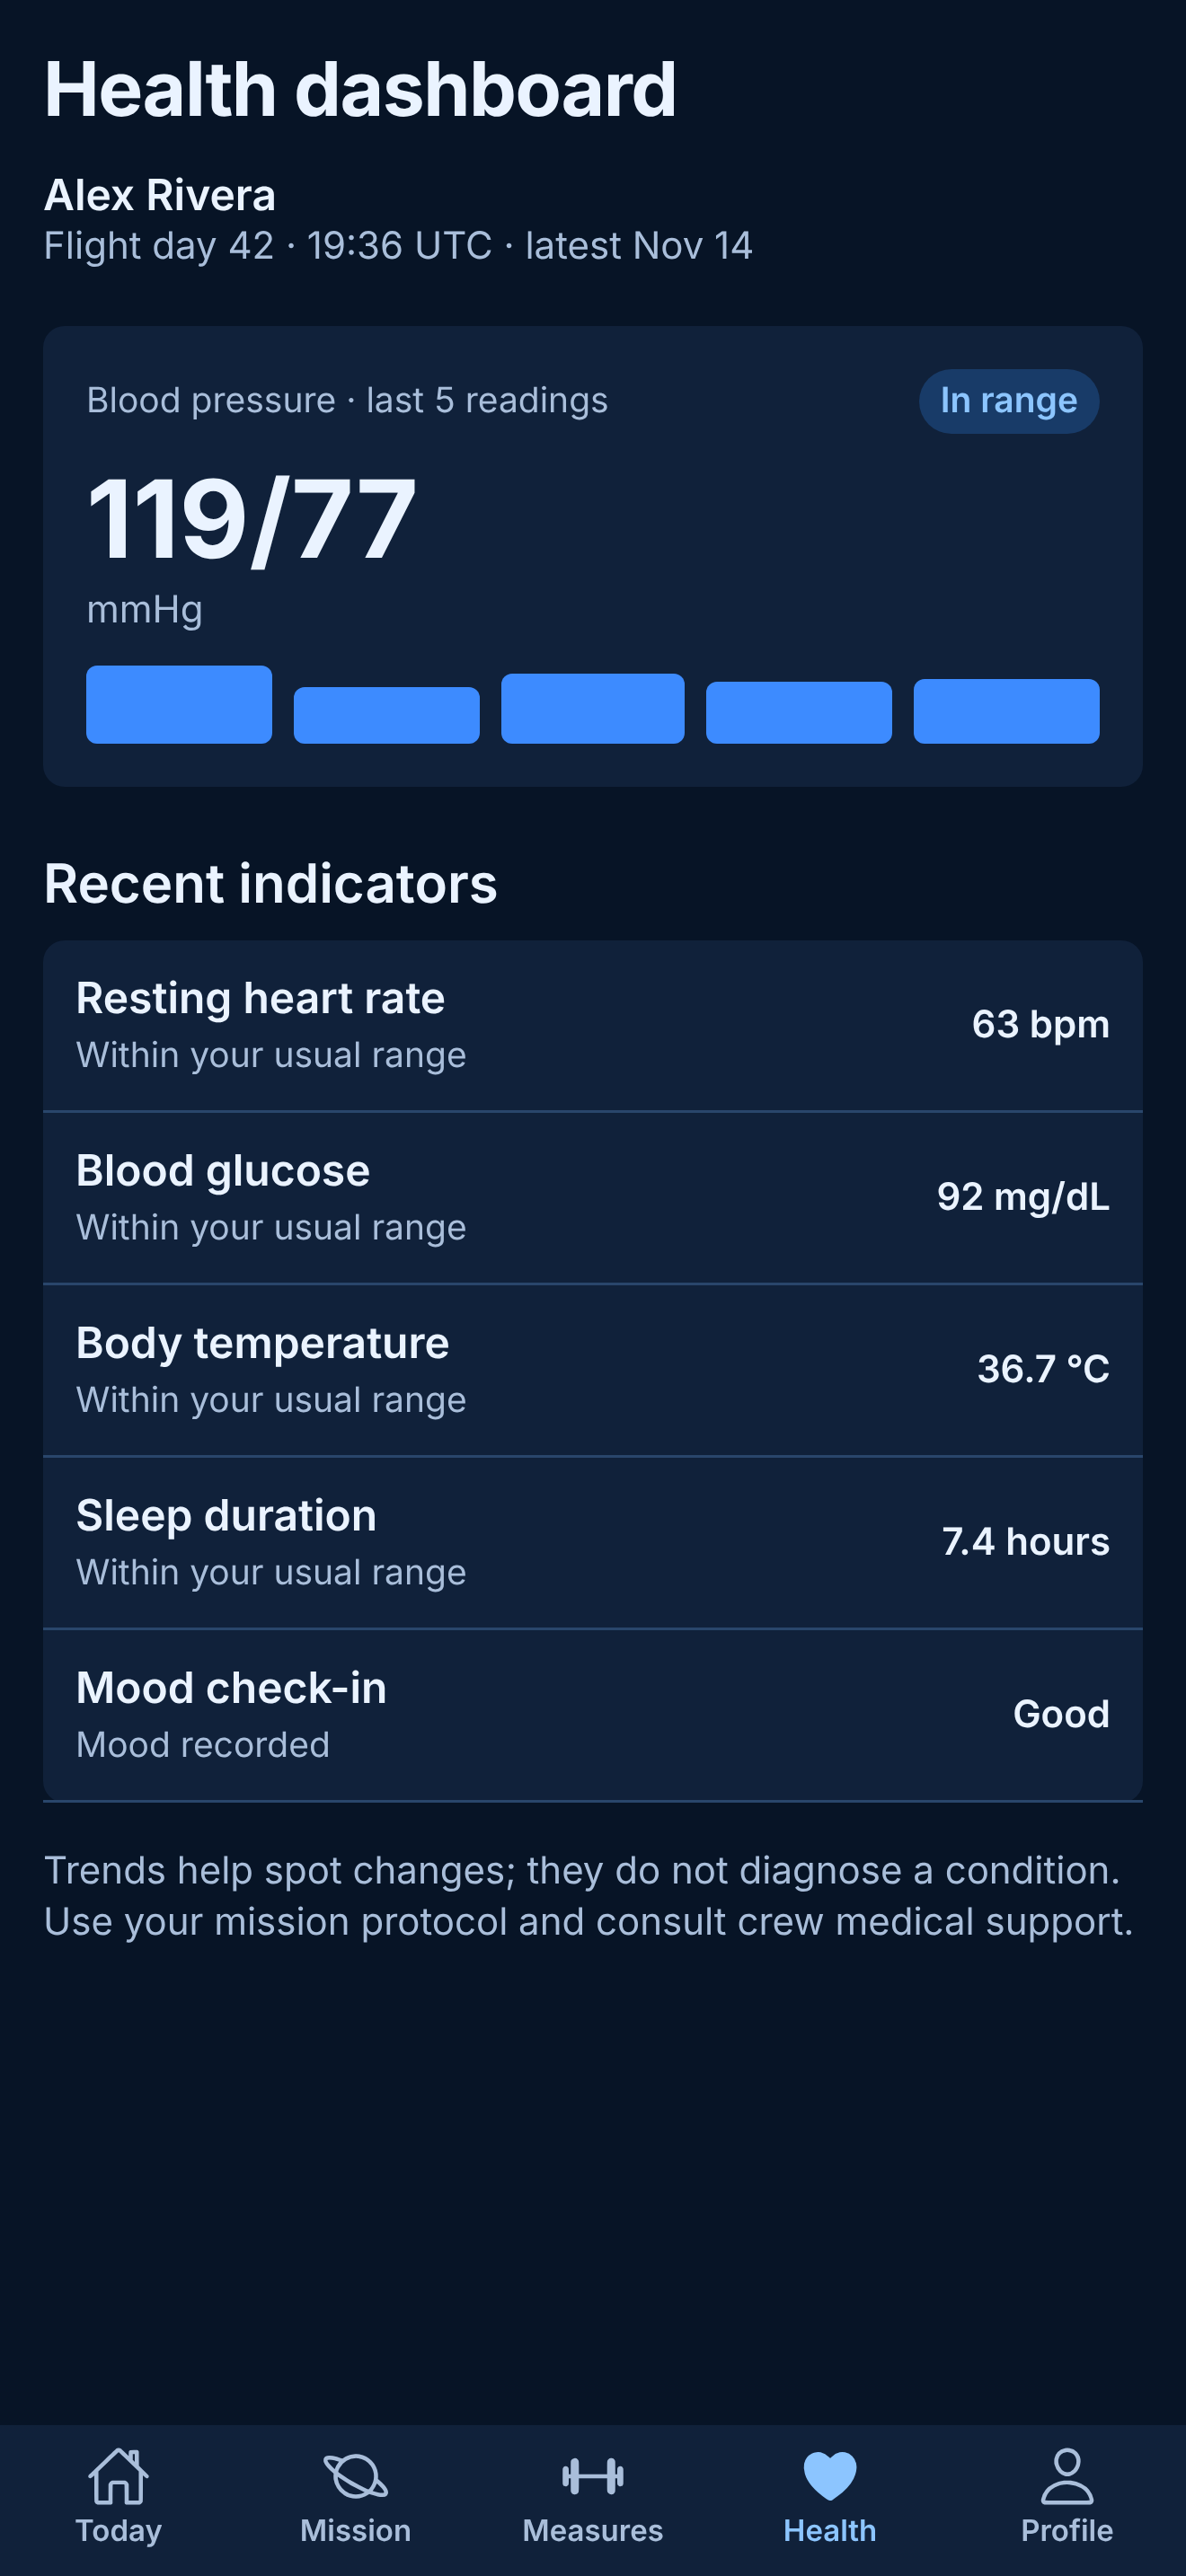 Health dashboard
Alex Rivera
Flight day 42 · 19:36 UTC · latest Nov 14
Blood pressure · last 5 readings
In range
119/77
mmHg
Recent indicators
Resting heart rate
Within your usual range
63 bpm
Blood glucose
Within your usual range
92 mg/dL
Body temperature
Within your usual range
36.7 °C
Sleep duration
Within your usual range
7.4 hours
Mood check-in
Mood recorded
Good
Trends help spot changes; they do not diagnose a condition.
Use your mission protocol and consult crew medical support.
Today
Mission
Measures
Health
Profile